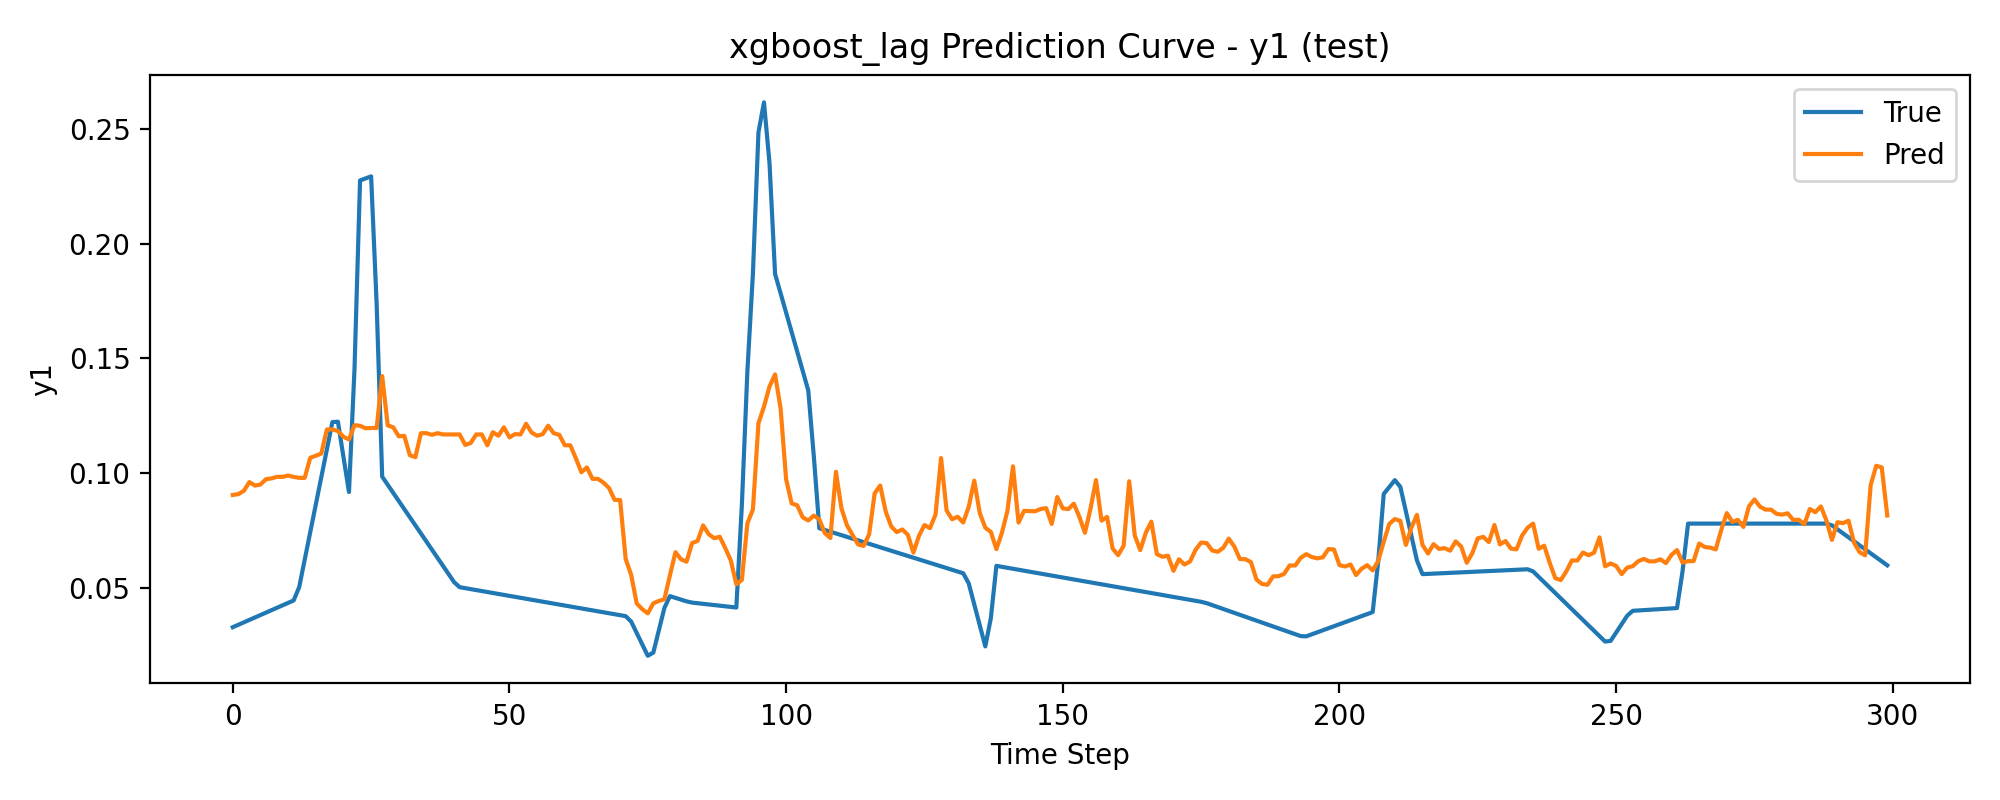 xgboost_lag Prediction Curve - y1 (test)
True
Pred
0.25
0.20
0.15
0.10
0.05
y1
0 50 100 150 200 250 300
Time Step